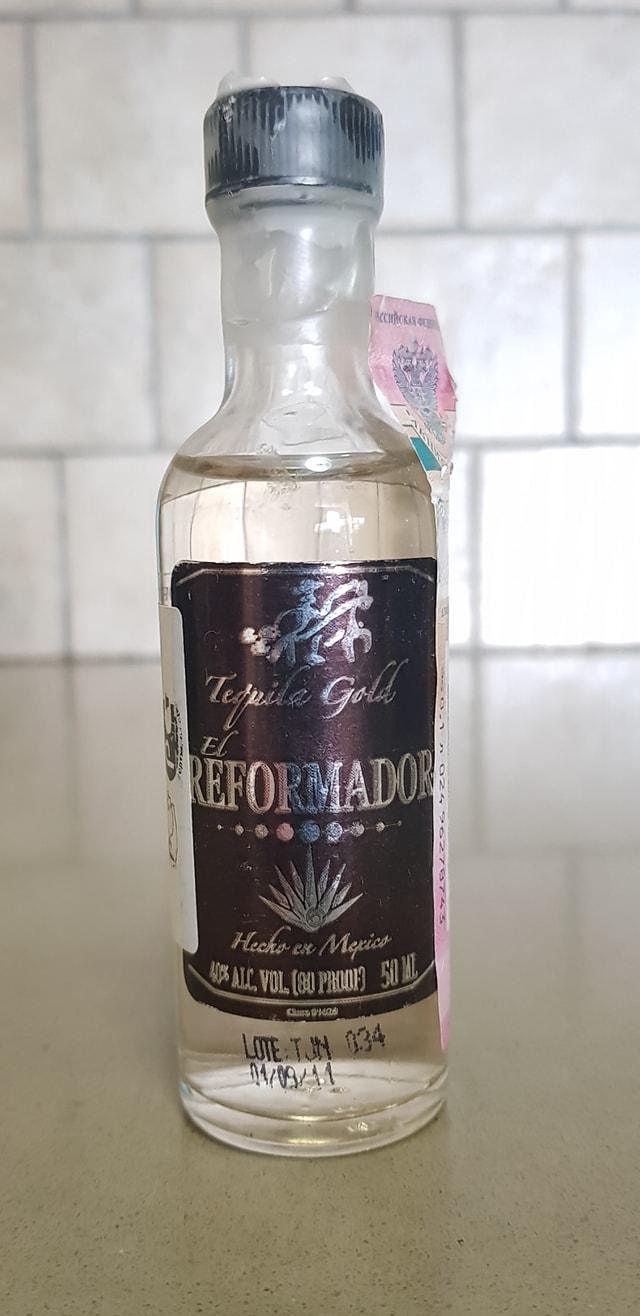 Tequila Gold
El
REFORMADOR
Hecho en Mexico
40% ALC. VOL. (80 PROOF) 50 ML
LOTE: TJN 034
01/09/11